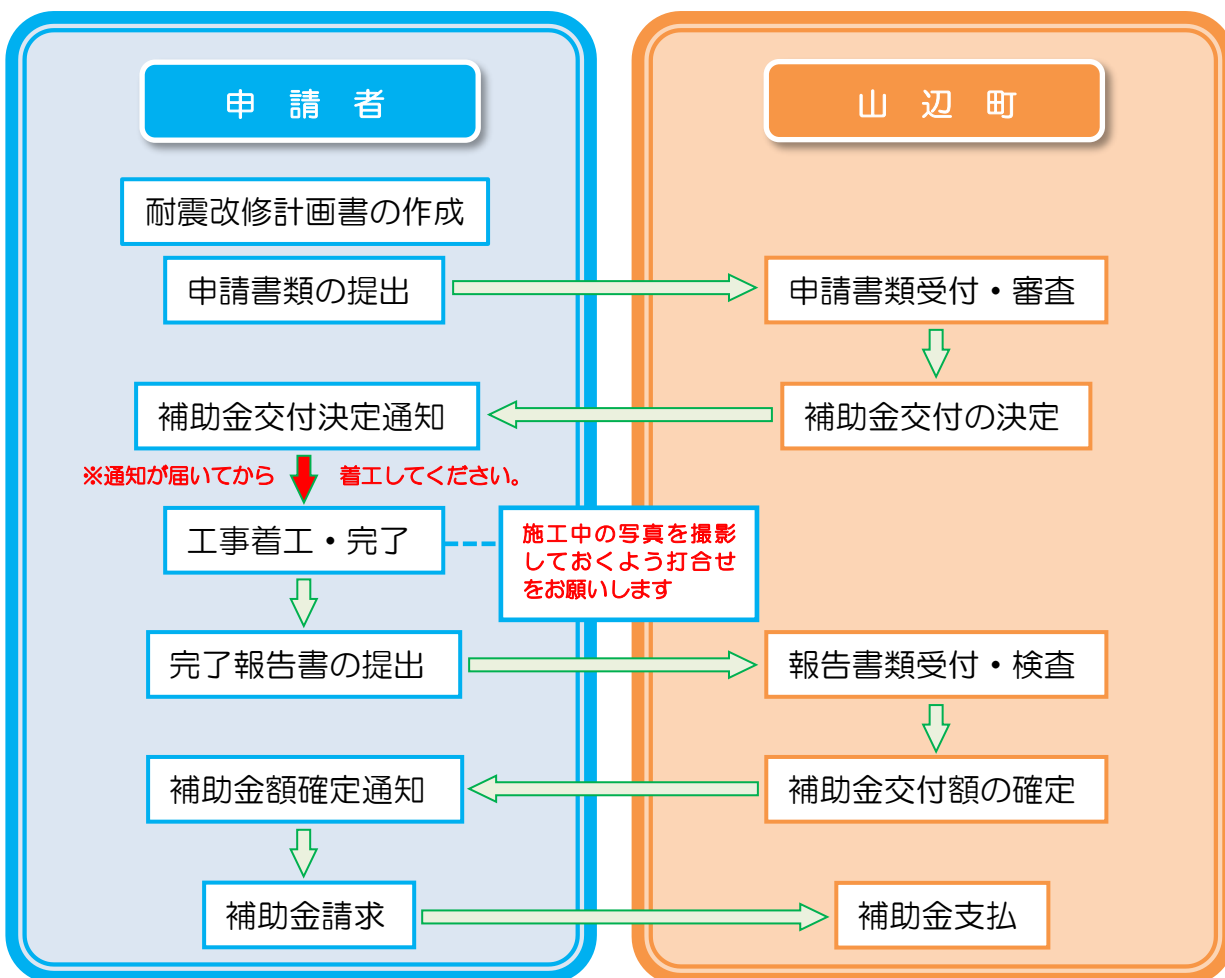 申請者
山辺町
耐震改修計画書の作成
申請書類の提出
申請書類受付・審査
補助金交付決定通知
補助金交付の決定
※通知が届いてから 着工してください。
工事着工・完了
施工中の写真を撮影
しておくよう打合せ
をお願いします
完了報告書の提出
報告書類受付・検査
補助金額確定通知
補助金交付額の確定
補助金請求
補助金支払